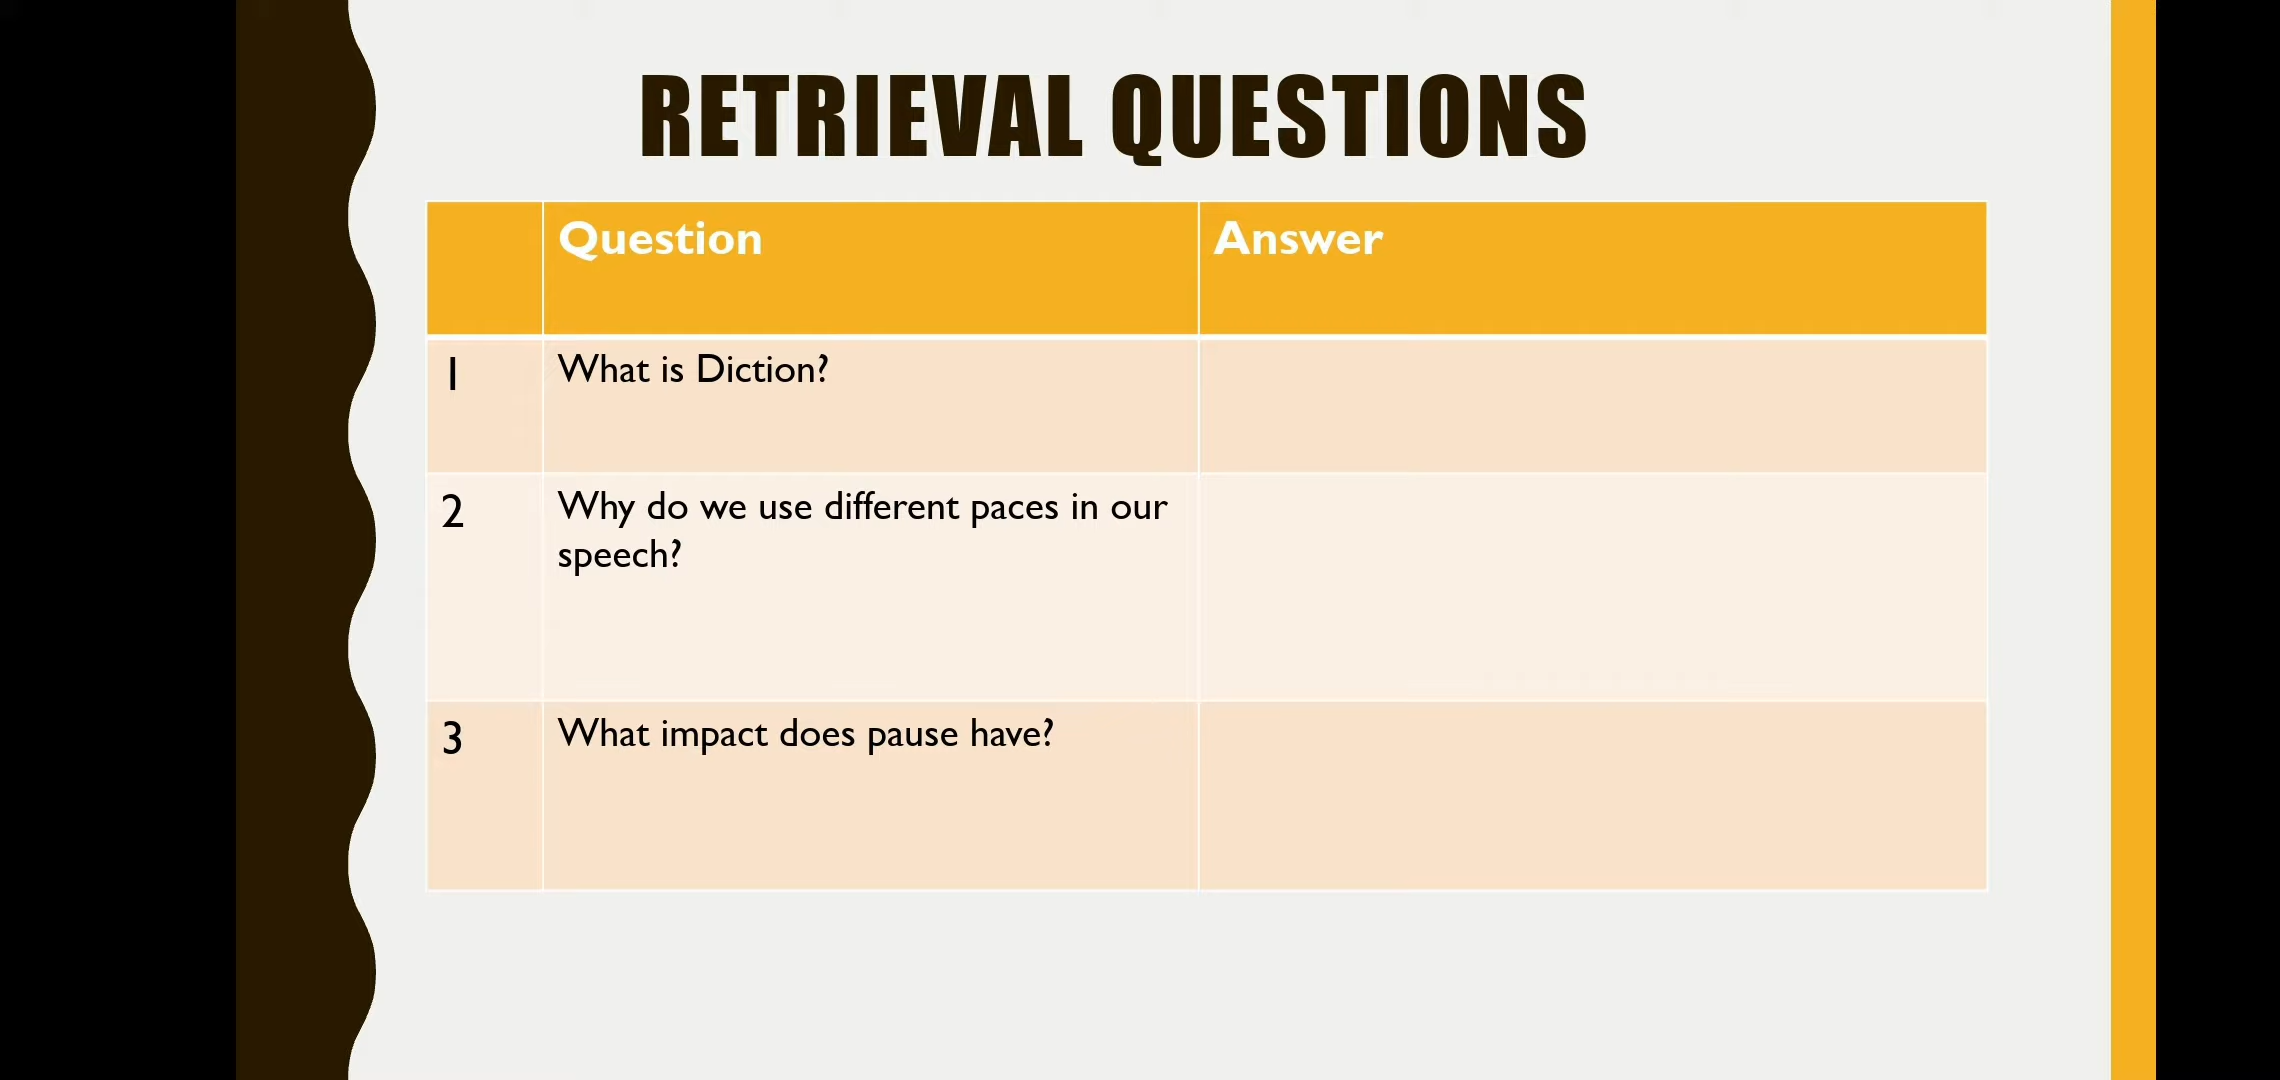 RETRIEVAL QUESTIONS
Question
Answer
1
What is Diction?
2
Why do we use different paces in our
speech?
3
What impact does pause have?